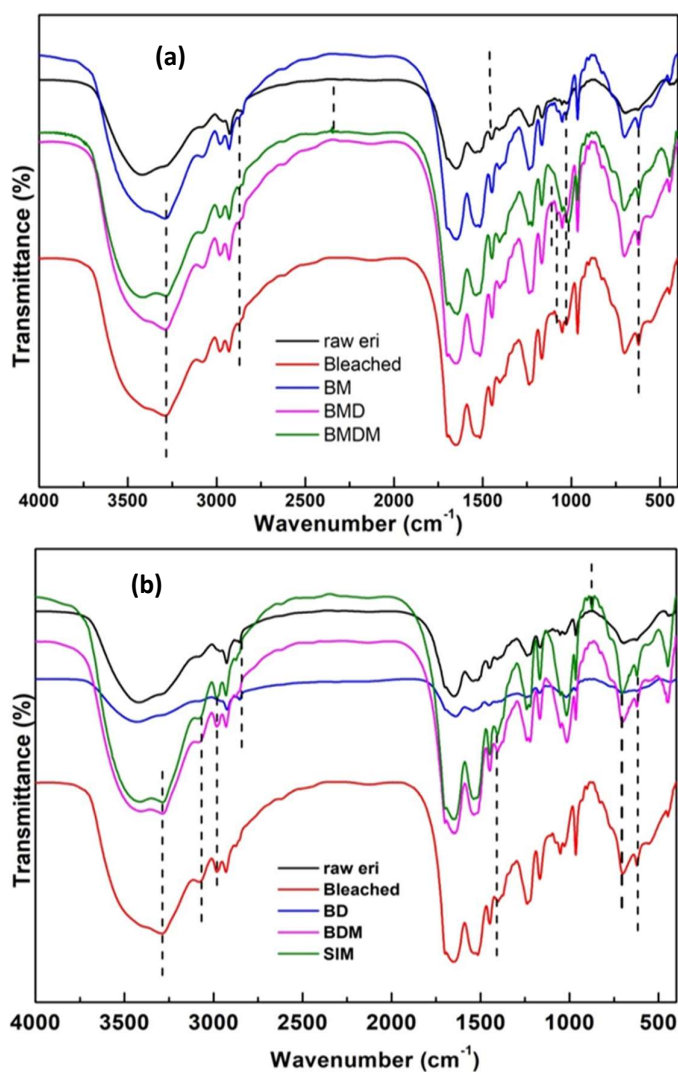 (a)
Transmittance (%)
raw eri
Bleached
BM
BMD
BMDM
4000 3500 3000 2500 2000 1500 1000 500
Wavenumber (cm⁻¹)
(b)
Transmittance (%)
raw eri
Bleached
BD
BDM
SIM
4000 3500 3000 2500 2000 1500 1000 500
Wavenumber (cm⁻¹)